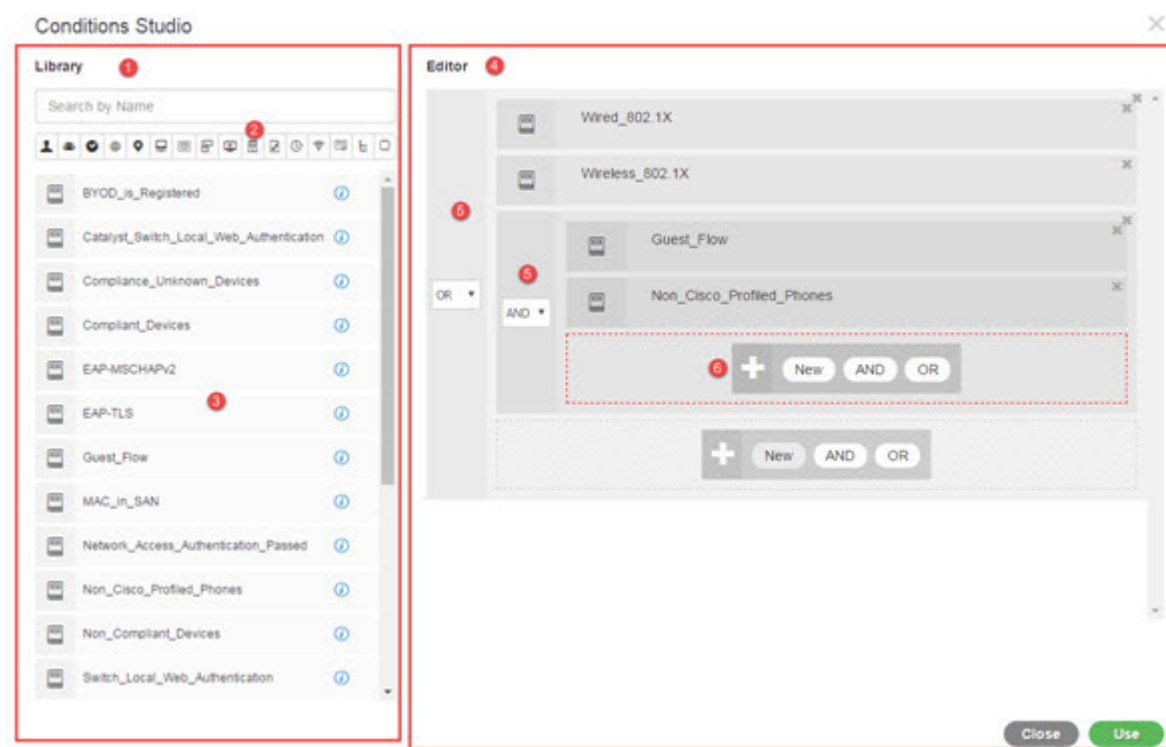 Conditions Studio
Library 1
Search by Name
2
BYOD_is_Registered
Catalyst_Switch_Local_Web_Authentication
Compliance_Unknown_Devices
Compliant_Devices
EAP-MSCHAPv2
3
EAP-TLS
Guest_Flow
MAC_in_SAN
Network_Access_Authentication_Passed
Non_Cisco_Profiled_Phones
Non_Compliant_Devices
Switch_Local_Web_Authentication
Editor 4
Wired_802.1X
Wireless_802.1X
5
OR
Guest_Flow
5
AND
Non_Cisco_Profiled_Phones
6 New AND OR
New AND OR
Close Use